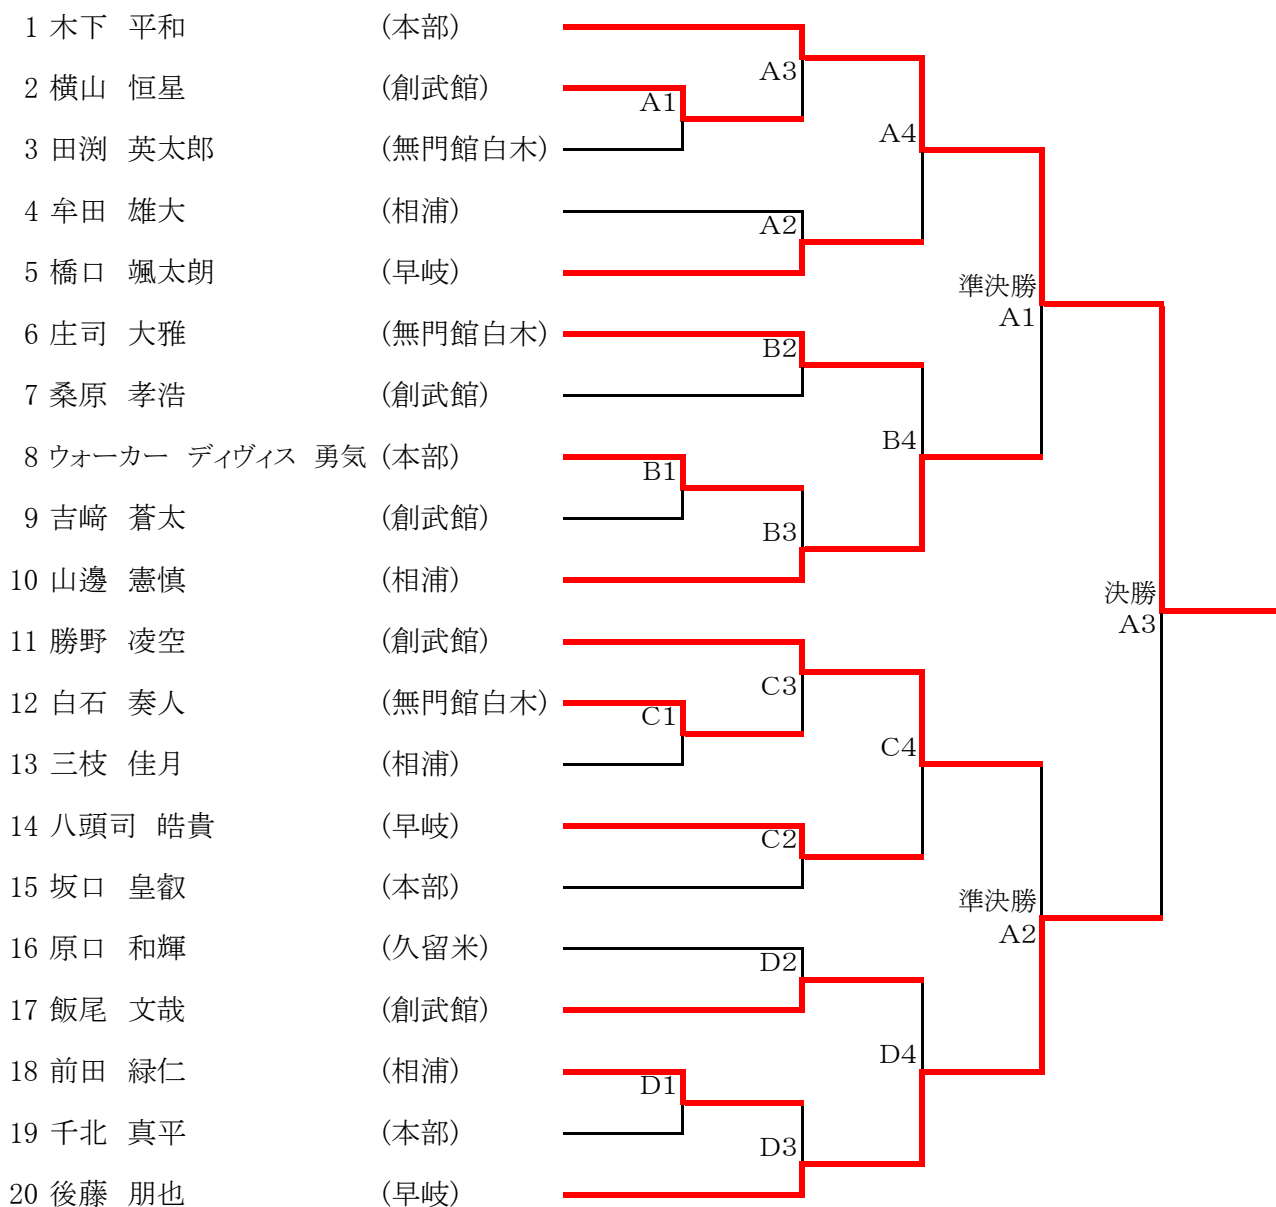 1 木下 平和 (本部)
2 横山 恒星 (創武館)
3 田渕 英太郎 (無門館白木)
4 牟田 雄大 (相浦)
5 橋口 颯太朗 (早岐)
6 庄司 大雅 (無門館白木)
7 桑原 孝浩 (創武館)
8 ウォーカー ディヴィス 勇気 (本部)
9 吉﨑 蒼太 (創武館)
10 山邊 憲慎 (相浦)
11 勝野 凌空 (創武館)
12 白石 奏人 (無門館白木)
13 三枝 佳月 (相浦)
14 八頭司 皓貴 (早岐)
15 坂口 皇叡 (本部)
16 原口 和輝 (久留米)
17 飯尾 文哉 (創武館)
18 前田 緑仁 (相浦)
19 千北 真平 (本部)
20 後藤 朋也 (早岐)
A1
B1
C1
D1
A3
A2
B2
B3
C3
C2
D2
D3
A4
B4
C4
D4
準決勝
A1
準決勝
A2
決勝
A3